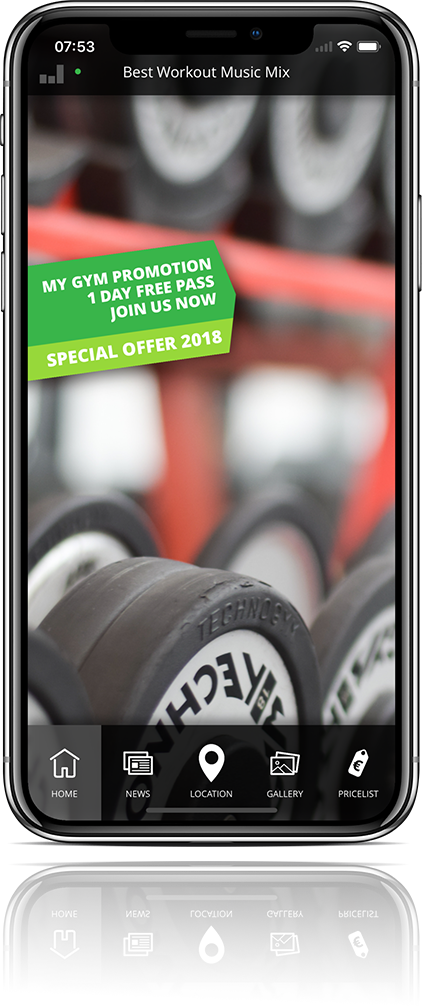 07:53
Best Workout Music Mix
MY GYM PROMOTION
1 DAY FREE PASS
JOIN US NOW
SPECIAL OFFER 2018
TECHNOGYM
18
HOME NEWS LOCATION GALLERY PRICELIST